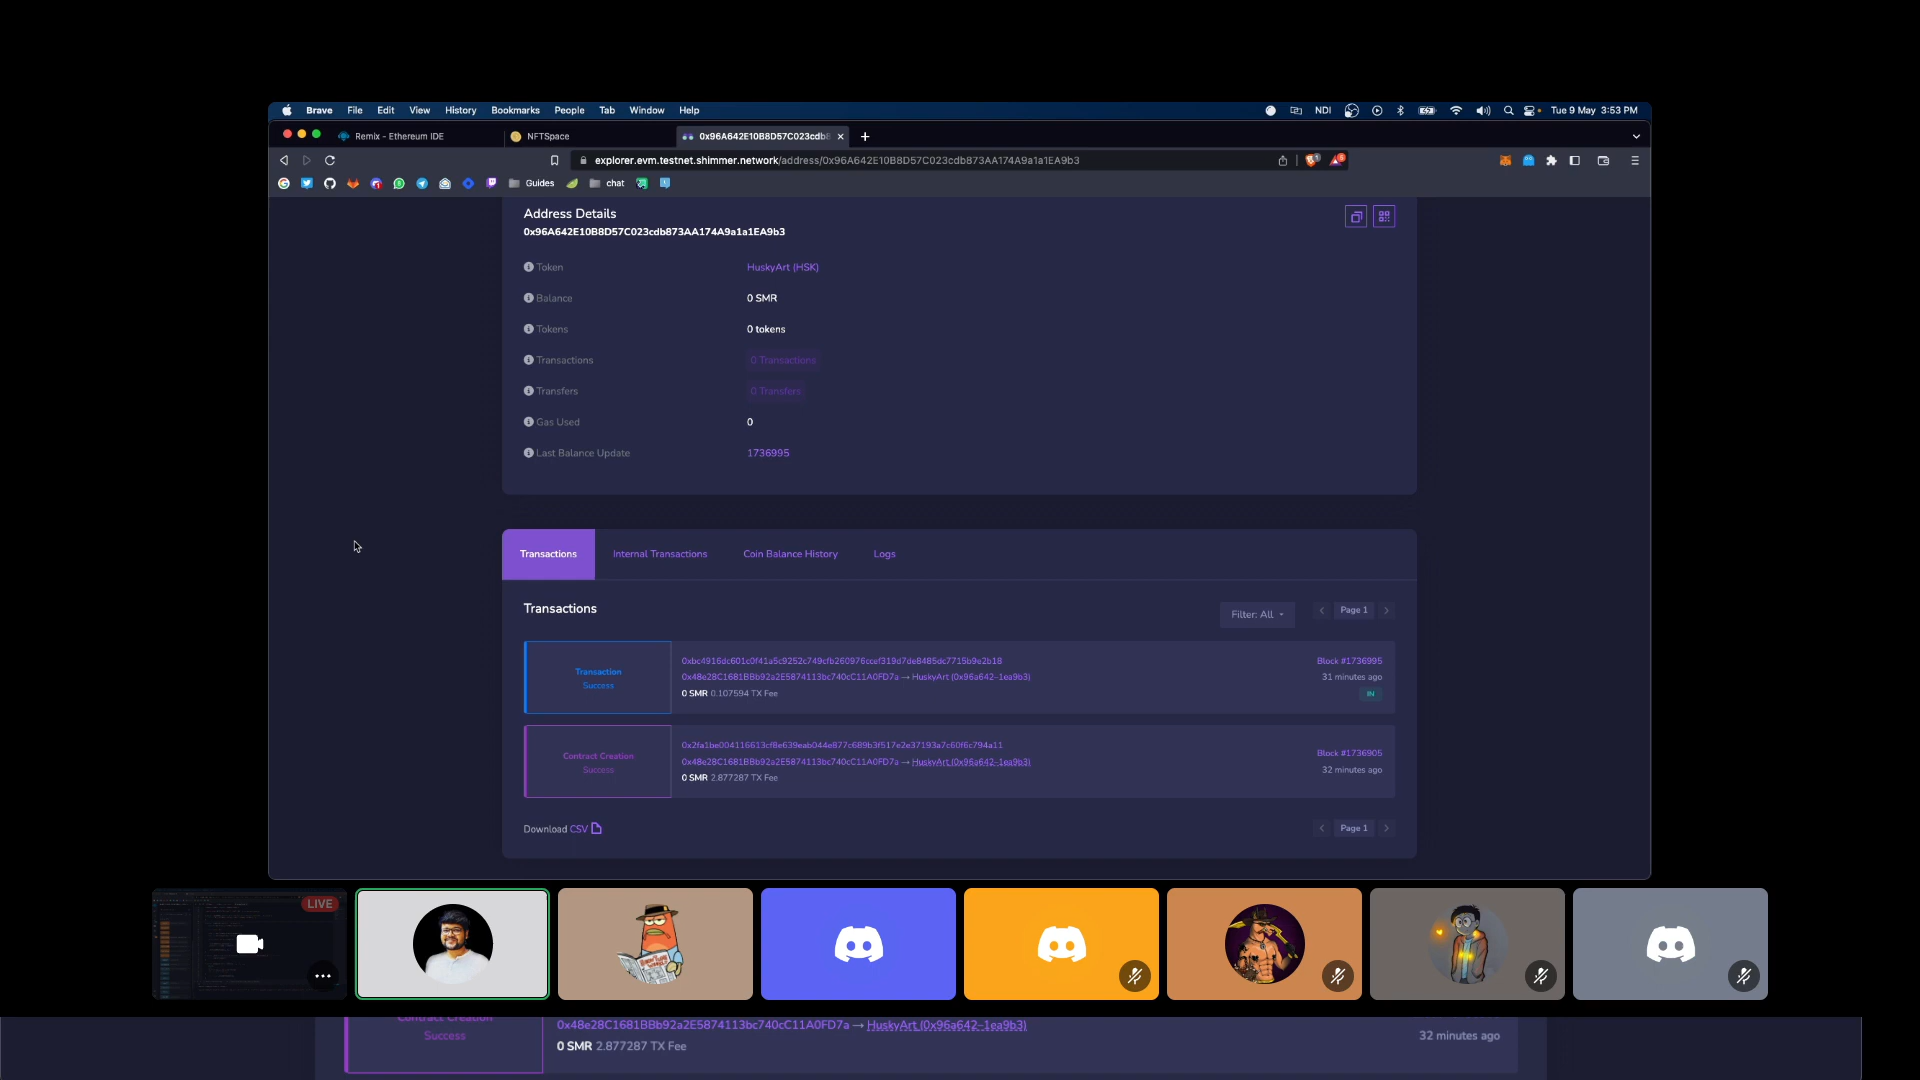 Brave File Edit View History Bookmarks People Tab Window Help NDI Tue 9 May 3:53 PM
Remix - Ethereum IDE NFTSpace 0x96A642E10B8D57C023cdb8
explorer.evm.testnet.shimmer.network/address/0x96A642E10B8D57C023cdb873AA174A9a1a1EA9b3
Guides chat
Address Details
0x96A642E10B8D57C023cdb873AA174A9a1a1EA9b3
Token HuskyArt (HSK)
Balance 0 SMR
Tokens 0 tokens
Transactions 0 Transactions
Transfers 0 Transfers
Gas Used 0
Last Balance Update 1736995
Transactions Internal Transactions Coin Balance History Logs
Transactions Filter: All Page 1
Transaction
Success
0xbc4916dc601c0f41a5c9252c749cfb260976ccef319d7de8485dc7715b9e2b18 Block #1736995
0x48e28C1681BBb92a2E5874113bc740cC11A0FD7a → HuskyArt (0x96a642–1ea9b3) 31 minutes ago
0 SMR 0.107594 TX Fee IN
Contract Creation
Success
0x2fa1be004116613cf8e639eab044e877c689b3f517e2e37193a7c60f6c794a11 Block #1736905
0x48e28C1681BBb92a2E5874113bc740cC11A0FD7a → HuskyArt (0x96a642–1ea9b3) 32 minutes ago
0 SMR 2.877287 TX Fee
Download CSV Page 1
LIVE
Contract Creation
Success
0x48e28C1681BBb92a2E5874113bc740cC11A0FD7a → HuskyArt (0x96a642–1ea9b3)
32 minutes ago
0 SMR 2.877287 TX Fee